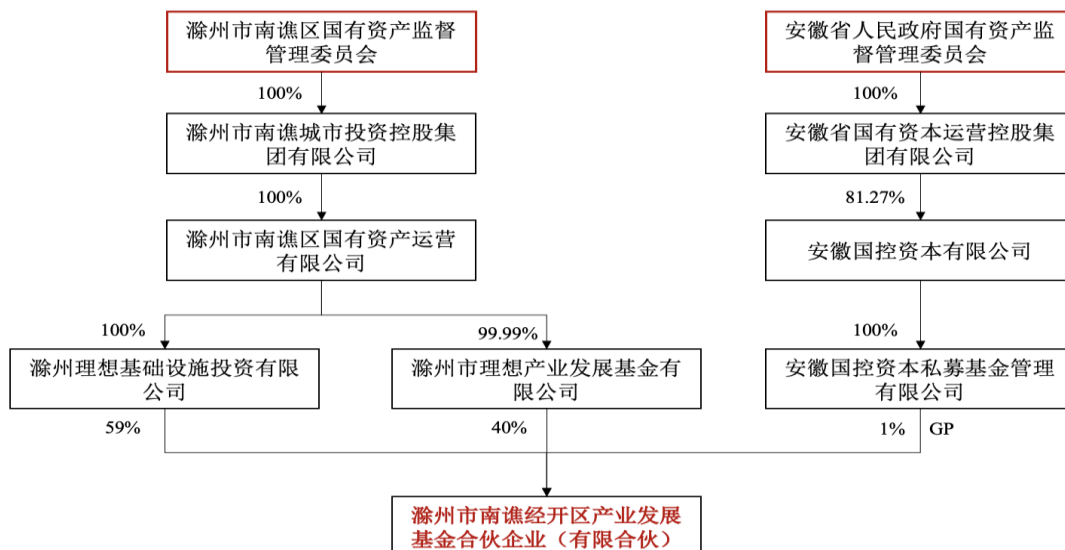 滁州市南谯区国有资产监督
管理委员会
安徽省人民政府国有资产监
督管理委员会
100%
100%
滁州市南谯城市投资控股集
团有限公司
安徽省国有资本运营控股集
团有限公司
100%
81.27%
滁州市南谯区国有资产运营
有限公司
安徽国控资本有限公司
100%
99.99%
100%
滁州理想基础设施投资有限
公司
滁州市理想产业发展基金有
限公司
安徽国控资本私募基金管理
有限公司
59%
40%
1% GP
滁州市南谯经开区产业发展
基金合伙企业（有限合伙）